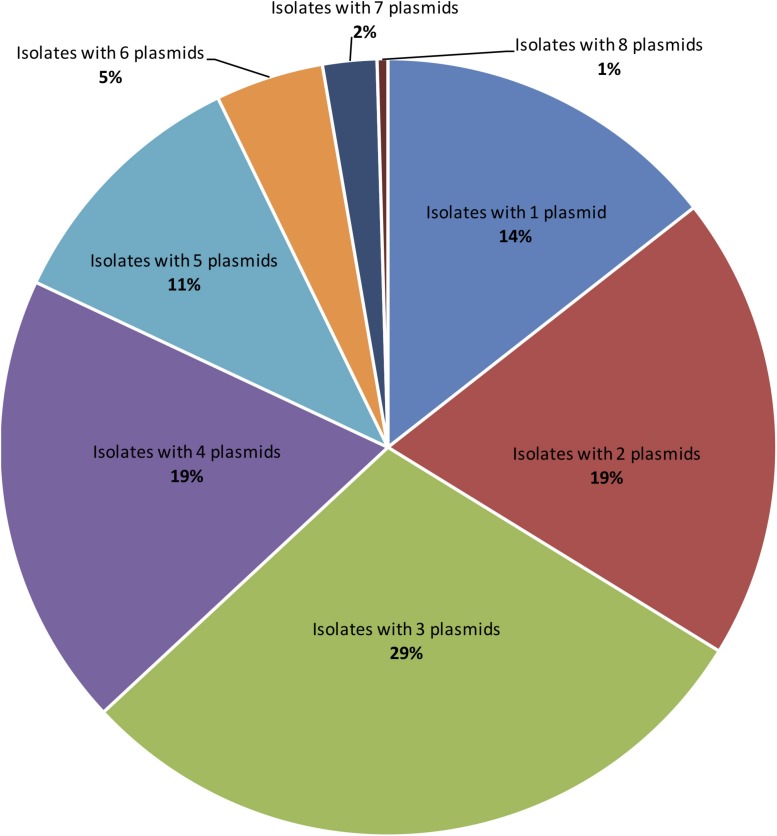 Isolates with 7 plasmids
2%
Isolates with 8 plasmids
1%
Isolates with 6 plasmids
5%
Isolates with 1 plasmid
14%
Isolates with 5 plasmids
11%
Isolates with 4 plasmids
19%
Isolates with 2 plasmids
19%
Isolates with 3 plasmids
29%